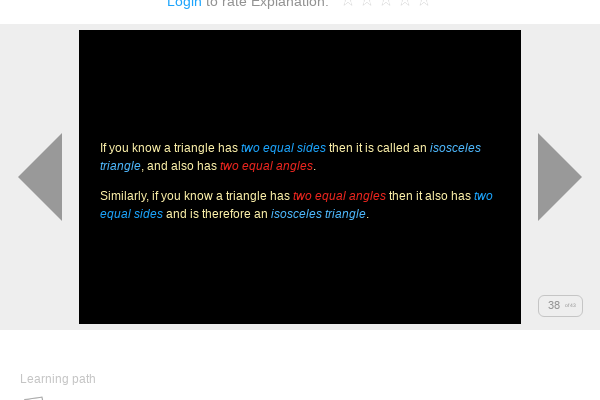 Login to rate Explanation:
If you know a triangle has two equal sides then it is called an isosceles
triangle, and also has two equal angles.
Similarly, if you know a triangle has two equal angles then it also has two
equal sides and is therefore an isosceles triangle.
38
Learning path